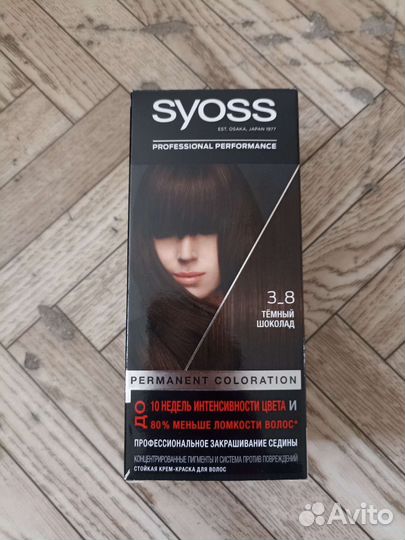 syoss
EST. OSAKA, JAPAN 1977
PROFESSIONAL PERFORMANCE
3_8
ТЁМНЫЙ
ШОКОЛАД
PERMANENT COLORATION
ДО 10 НЕДЕЛЬ ИНТЕНСИВНОСТИ ЦВЕТА И
80% МЕНЬШЕ ЛОМКОСТИ ВОЛОС*
ПРОФЕССИОНАЛЬНОЕ ЗАКРАШИВАНИЕ СЕДИНЫ
КОНЦЕНТРИРОВАННЫЕ ПИГМЕНТЫ И СИСТЕМА ПРОТИВ ПОВРЕЖДЕНИЙ
СТОЙКАЯ КРЕМ-КРАСКА ДЛЯ ВОЛОС
Avito